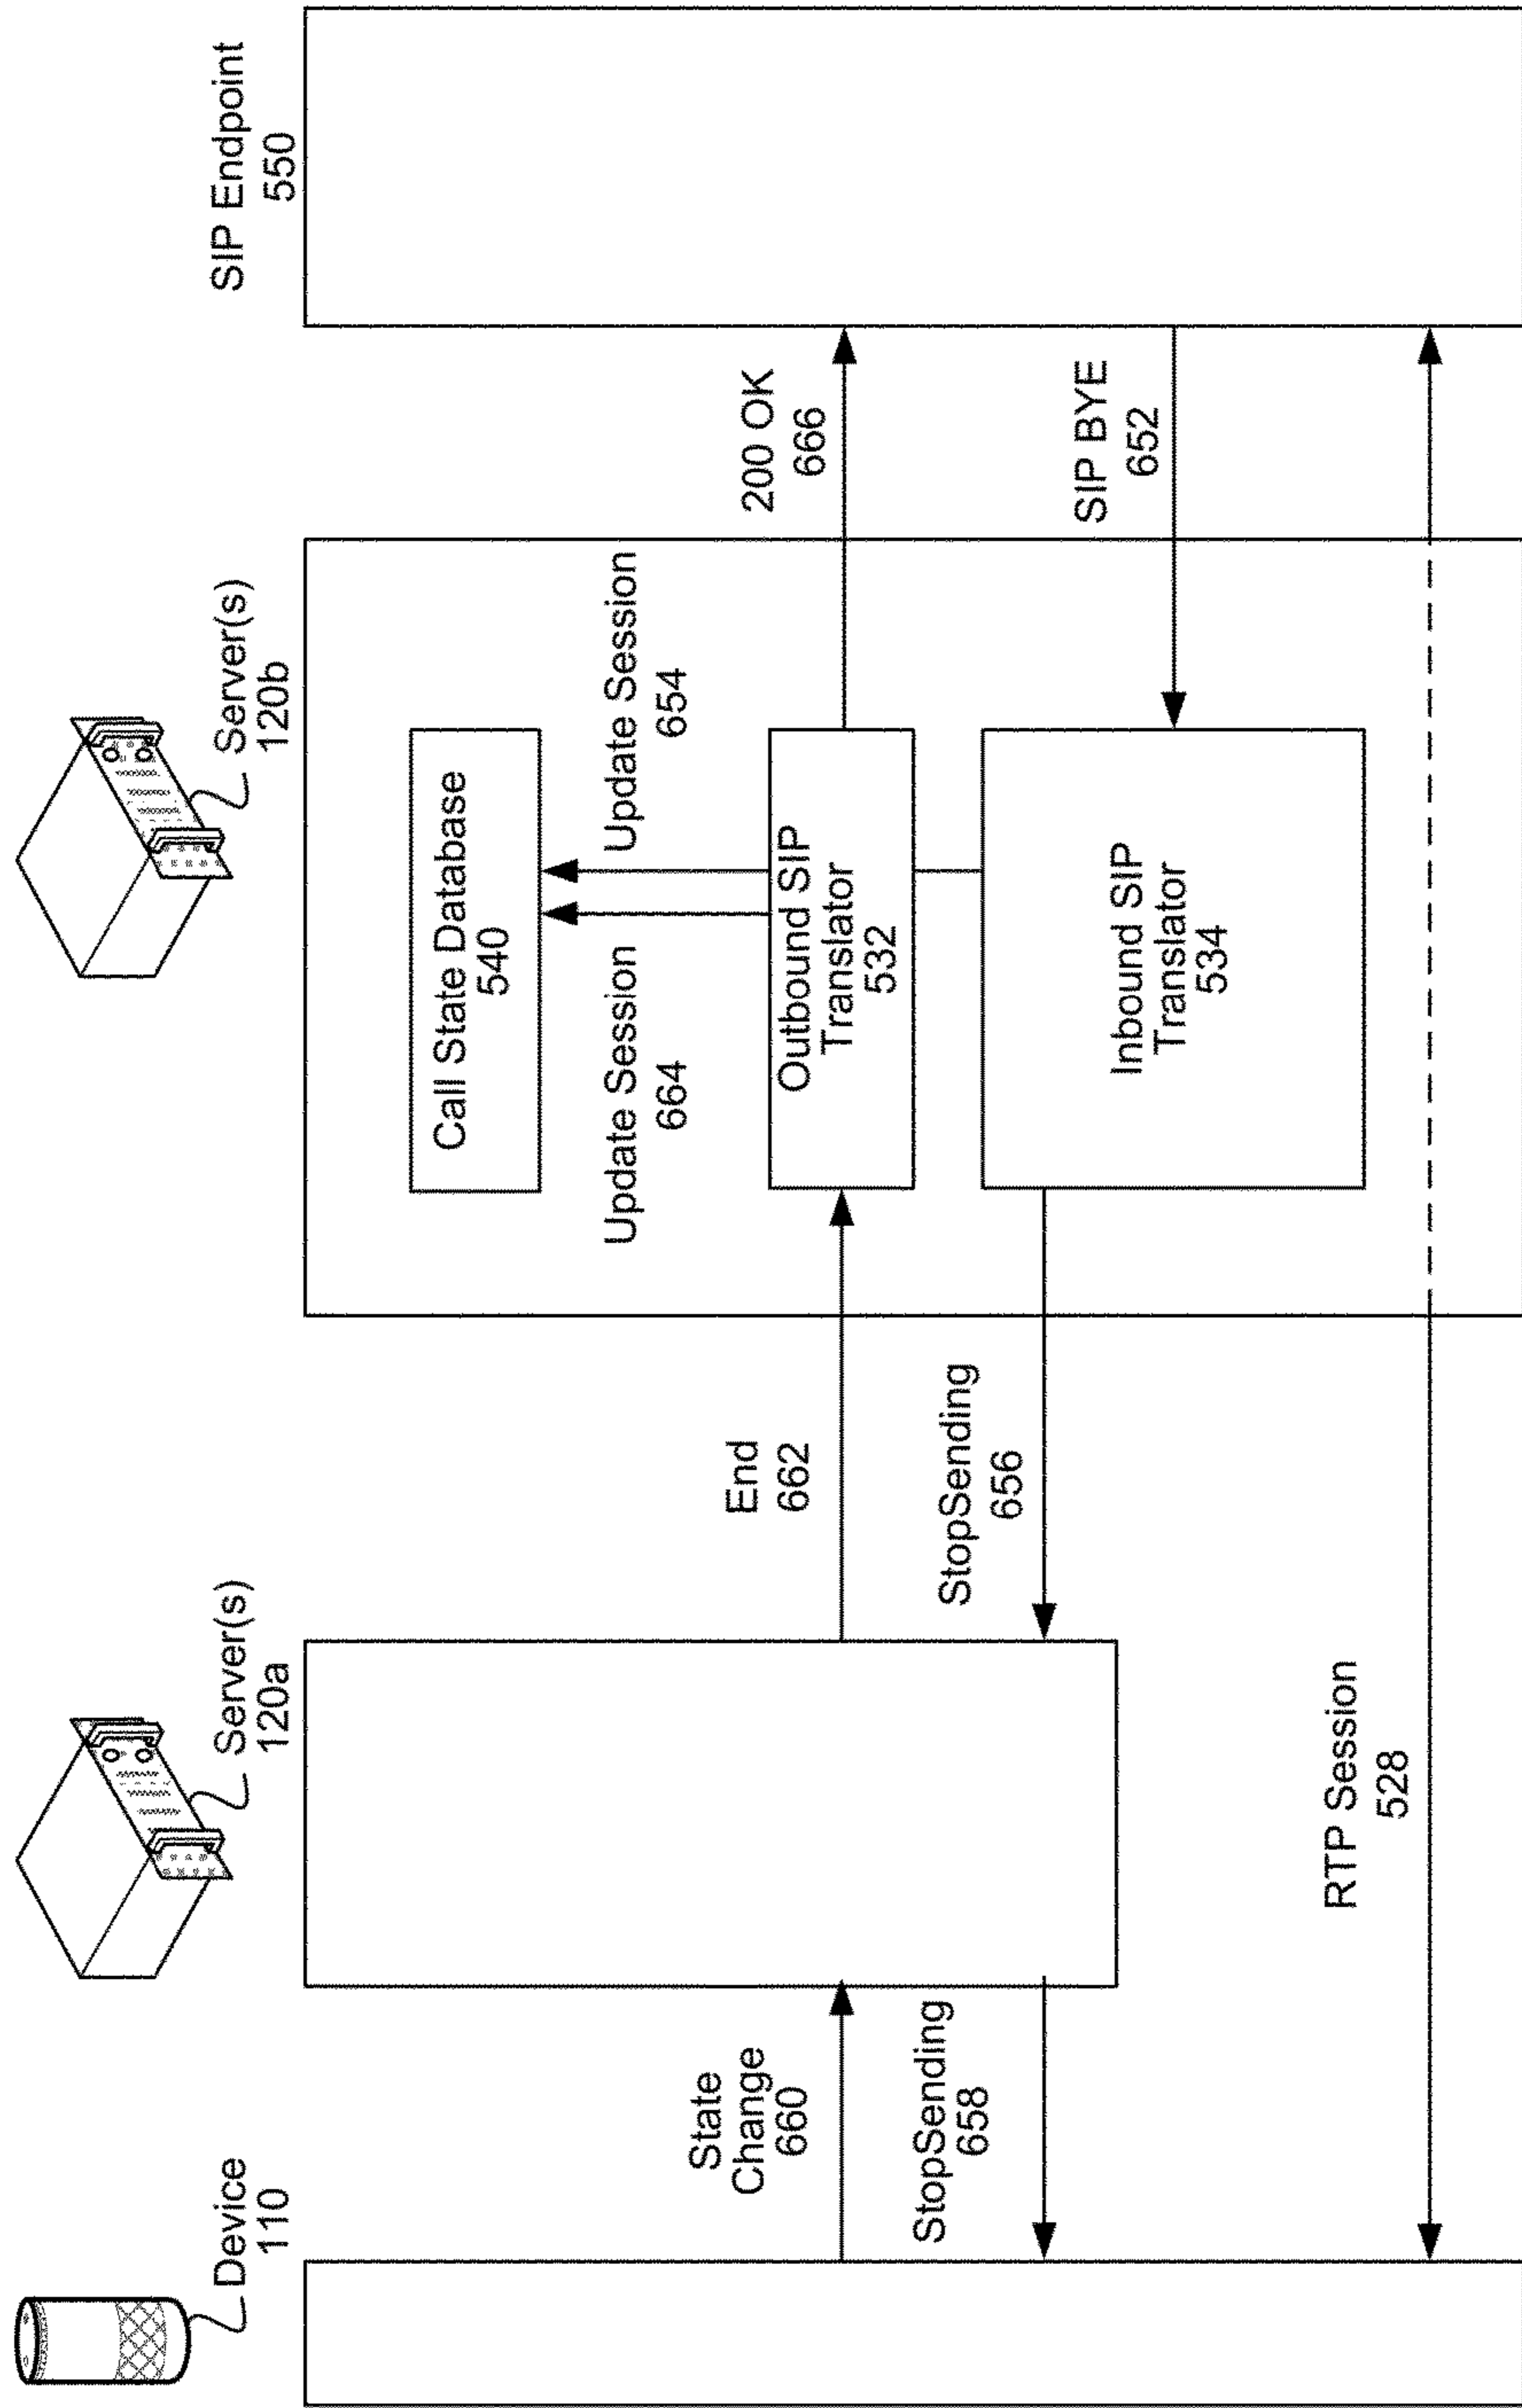 Device
110
Server(s)
120a
Server(s)
120b
SIP Endpoint
550
Call State Database
540
Update Session
664
Update Session
654
State
Change
660
End
662
Outbound SIP
Translator
532
200 OK
666
StopSending
658
StopSending
656
Inbound SIP
Translator
534
SIP BYE
652
RTP Session
528